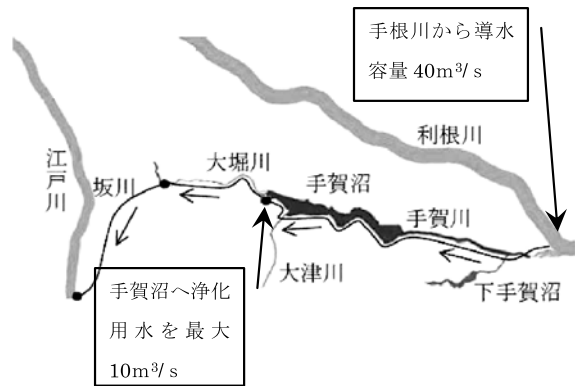 手根川から導水
容量 40m³/s
利根川
大堀川
江戸川
坂川
手賀沼
手賀川
大津川
下手賀沼
手賀沼へ浄化
用水を最大
10m³/s